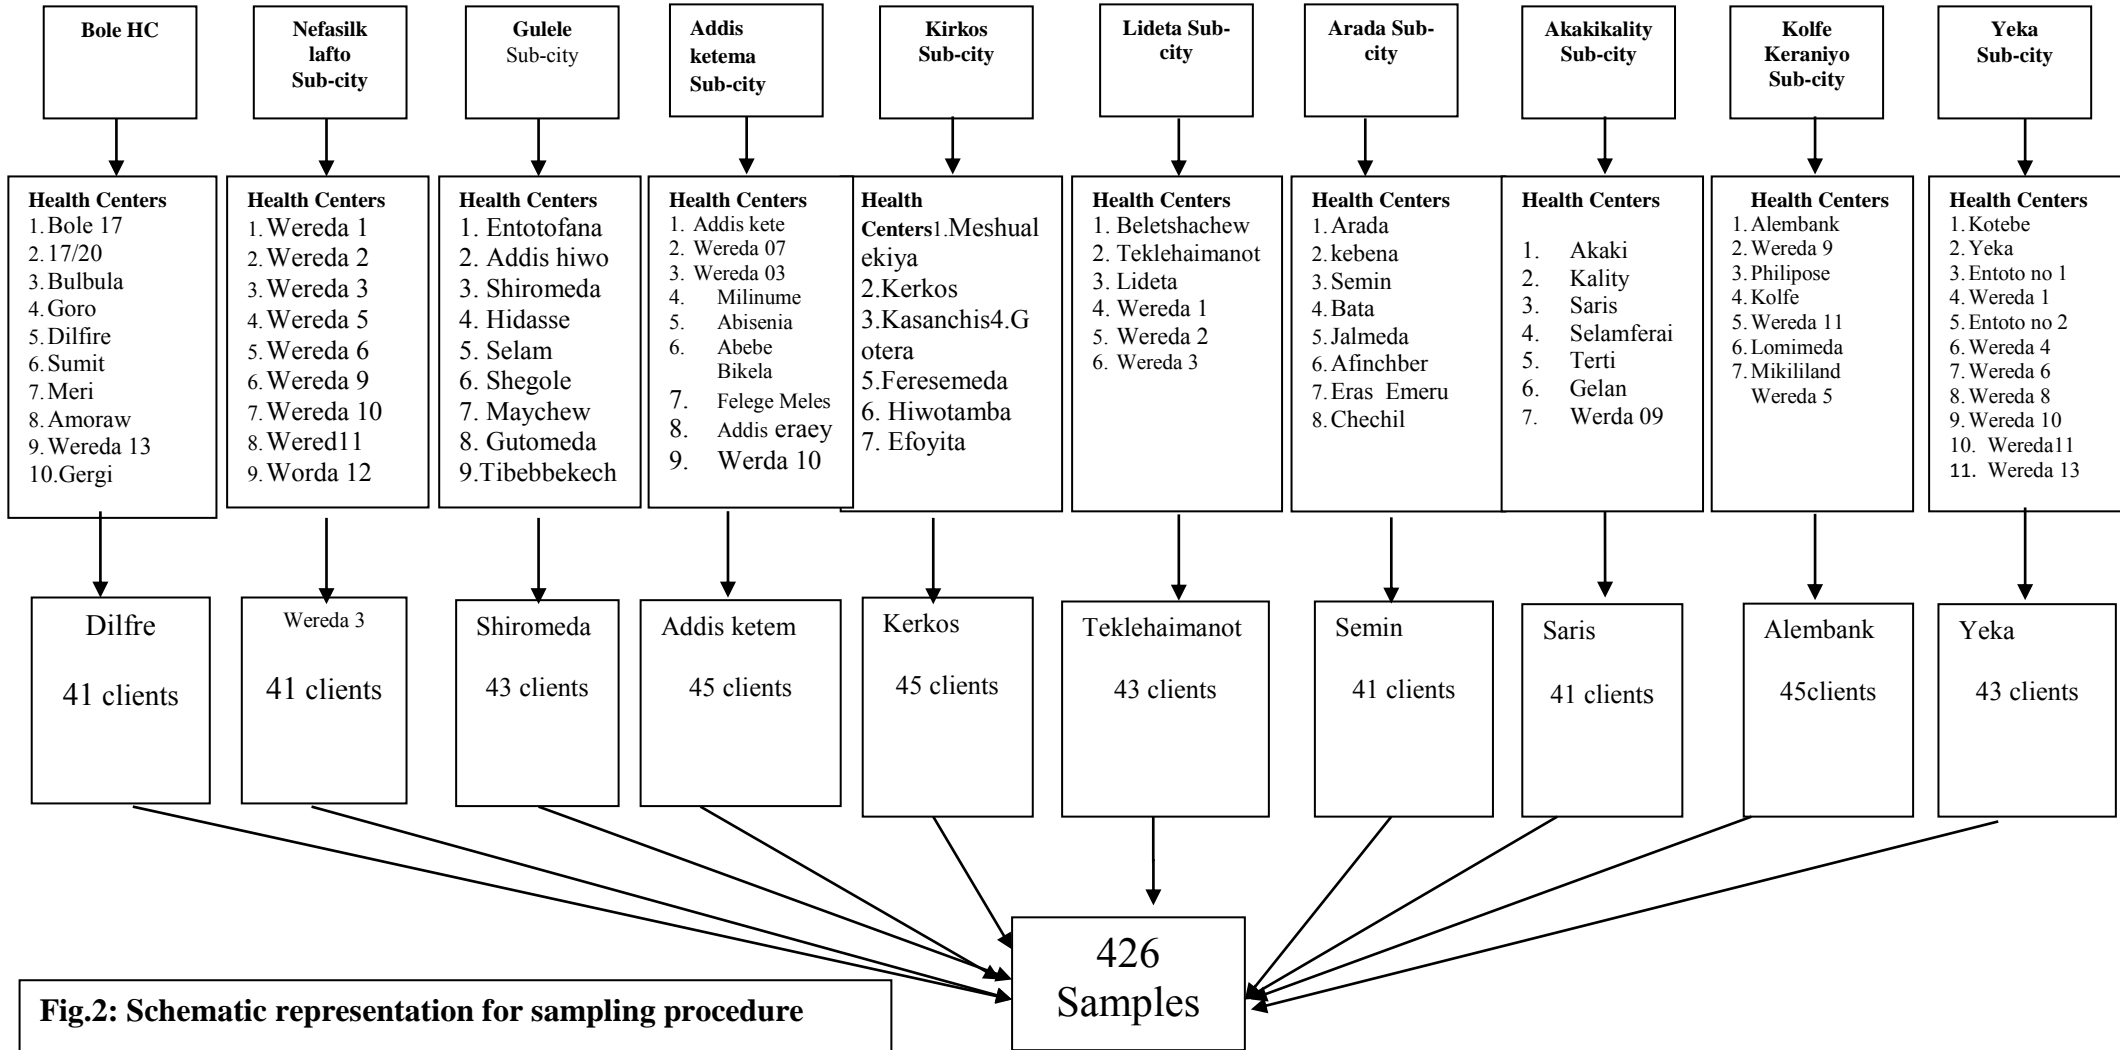 Bole HC
Nefasilk
lafto
Sub-city
Gulele
Sub-city
Addis
ketema
Sub-city
Kirkos
Sub-city
Lideta Sub-
city
Arada Sub-
city
Akakikality
Sub-city
Kolfe
Keraniyo
Sub-city
Yeka
Sub-city
Health Centers
1. Bole 17
2. 17/20
3. Bulbula
4. Goro
5. Dilfire
6. Sumit
7. Meri
8. Amoraw
9. Wereda 13
10.Gergi
Health Centers
1. Wereda 1
2. Wereda 2
3. Wereda 3
4. Wereda 5
5. Wereda 6
6. Wereda 9
7. Wereda 10
8. Wered11
9. Worda 12
Health Centers
1. Entotofana
2. Addis hiwo
3. Shiromeda
4. Hidasse
5. Selam
6. Shegole
7. Maychew
8. Gutomeda
9.Tibebbekech
Health Centers
1. Addis kete
2. Wereda 07
3. Wereda 03
4. Milinume
5. Abisenia
6. Abebe
Bikela
7. Felege Meles
8. Addis eraey
9. Werda 10
Health
Centers1.Meshual
ekiya
2.Kerkos
3.Kasanchis4.G
otera
5.Feresemeda
6. Hiwotamba
7. Efoyita
Health Centers
1. Beletshachew
2. Teklehaimanot
3. Lideta
4. Wereda 1
5. Wereda 2
6. Wereda 3
Health Centers
1. Arada
2. kebena
3. Semin
4. Bata
5. Jalmeda
6. Afinchber
7. Eras Emeru
8. Chechil
Health Centers
1. Akaki
2. Kality
3. Saris
4. Selamferai
5. Terti
6. Gelan
7. Werda 09
Health Centers
1. Alembank
2. Wereda 9
3. Philipose
4. Kolfe
5. Wereda 11
6. Lomimeda
7. Mikililand
Wereda 5
Health Centers
1. Kotebe
2. Yeka
3. Entoto no 1
4. Wereda 1
5. Entoto no 2
6. Wereda 4
7. Wereda 6
8. Wereda 8
9. Wereda 10
10. Wereda11
11. Wereda 13
Dilfre
41 clients
Wereda 3
41 clients
Shiromeda
43 clients
Addis ketem
45 clients
Kerkos
45 clients
Teklehaimanot
43 clients
Semin
41 clients
Saris
41 clients
Alembank
45clients
Yeka
43 clients
426
Samples
Fig.2: Schematic representation for sampling procedure